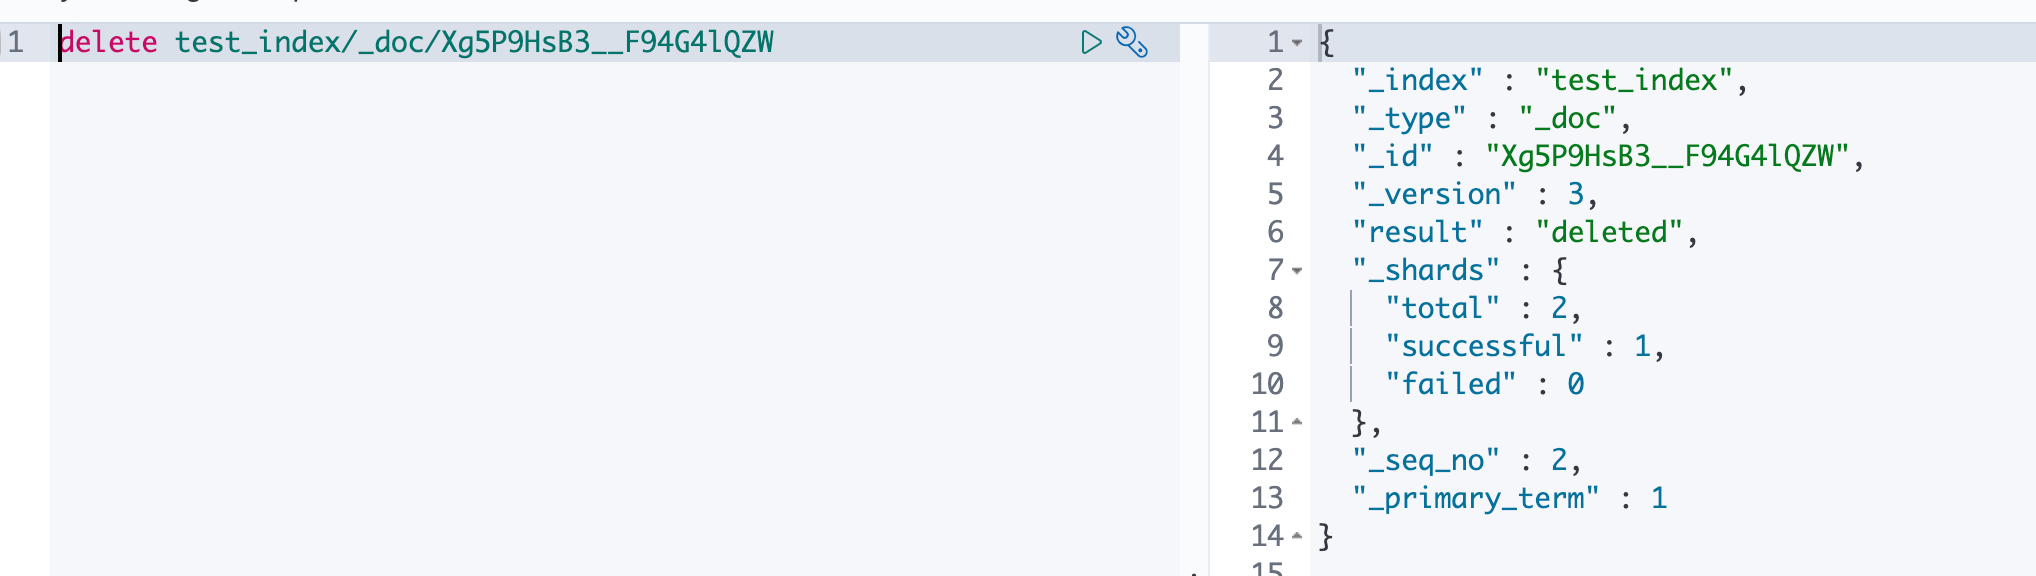 1 delete test_index/_doc/Xg5P9HsB3__F94G4lQZW
1 {
2 "_index" : "test_index",
3 "_type" : "_doc",
4 "_id" : "Xg5P9HsB3__F94G4lQZW",
5 "_version" : 3,
6 "result" : "deleted",
7 "_shards" : {
8 "total" : 2,
9 "successful" : 1,
10 "failed" : 0
11 },
12 "_seq_no" : 2,
13 "_primary_term" : 1
14 }
15